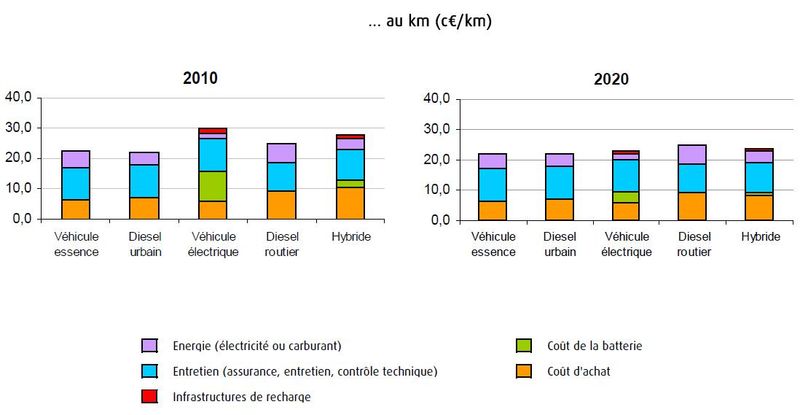 ... au km (c€/km)
2010
40,0
30,0
20,0
10,0
0,0
Véhicule essence
Diesel urbain
Véhicule électrique
Diesel routier
Hybride
2020
40,0
30,0
20,0
10,0
0,0
Véhicule essence
Diesel urbain
Véhicule électrique
Diesel routier
Hybride
Energie (électricité ou carburant)
Entretien (assurance, entretien, contrôle technique)
Infrastructures de recharge
Coût de la batterie
Coût d'achat